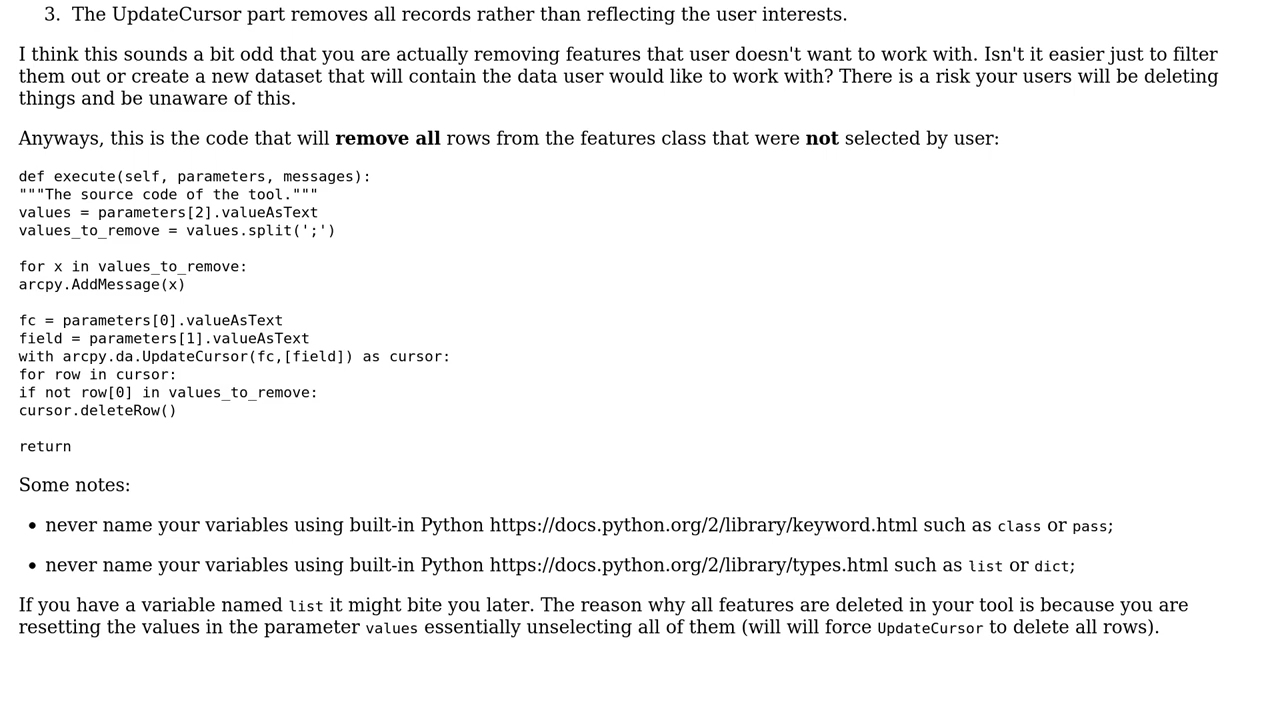 3. The UpdateCursor part removes all records rather than reflecting the user interests.
I think this sounds a bit odd that you are actually removing features that user doesn't want to work with. Isn't it easier just to filter
them out or create a new dataset that will contain the data user would like to work with? There is a risk your users will be deleting
things and be unaware of this.
Anyways, this is the code that will remove all rows from the features class that were not selected by user:
def execute(self, parameters, messages):
"""The source code of the tool."""
values = parameters[2].valueAsText
values_to_remove = values.split(';')
for x in values_to_remove:
arcpy.AddMessage(x)
fc = parameters[0].valueAsText
field = parameters[1].valueAsText
with arcpy.da.UpdateCursor(fc,[field]) as cursor:
for row in cursor:
if not row[0] in values_to_remove:
cursor.deleteRow()
return
Some notes:
• never name your variables using built-in Python https://docs.python.org/2/library/keyword.html such as class or pass;
• never name your variables using built-in Python https://docs.python.org/2/library/types.html such as list or dict;
If you have a variable named list it might bite you later. The reason why all features are deleted in your tool is because you are
resetting the values in the parameter values essentially unselecting all of them (will will force UpdateCursor to delete all rows).